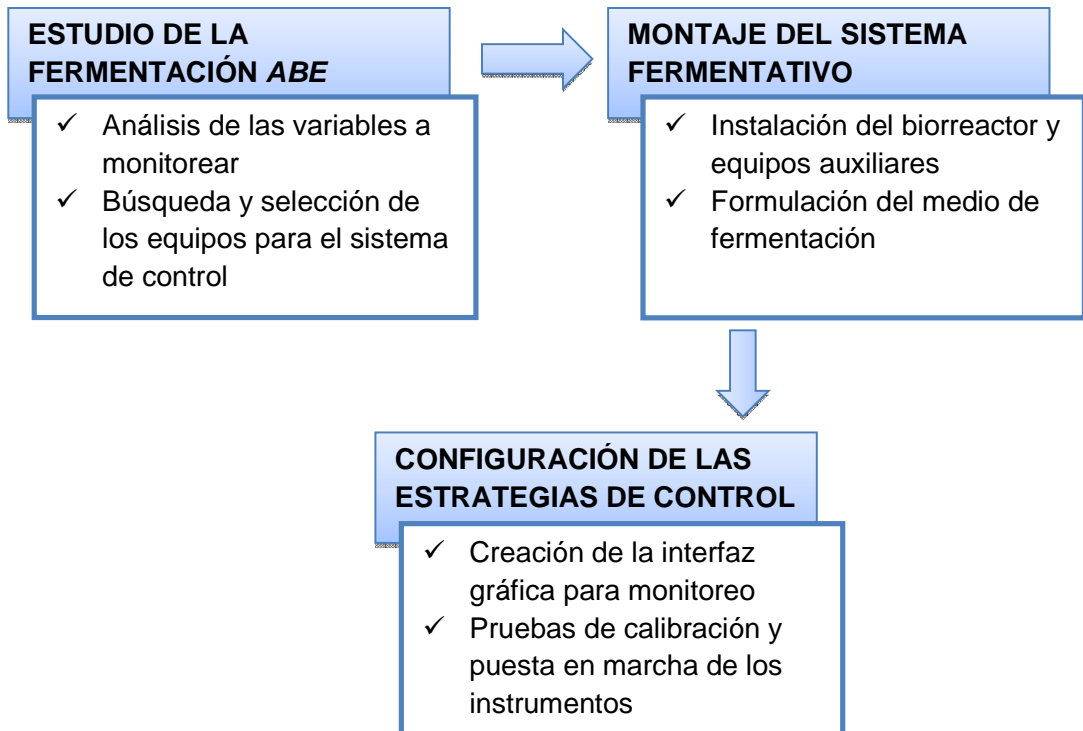 ESTUDIO DE LA
FERMENTACIÓN ABE
✓ Análisis de las variables a
monitorear
✓ Búsqueda y selección de
los equipos para el sistema
de control
MONTAJE DEL SISTEMA
FERMENTATIVO
✓ Instalación del biorreactor y
equipos auxiliares
✓ Formulación del medio de
fermentación
CONFIGURACIÓN DE LAS
ESTRATEGIAS DE CONTROL
✓ Creación de la interfaz
gráfica para monitoreo
✓ Pruebas de calibración y
puesta en marcha de los
instrumentos